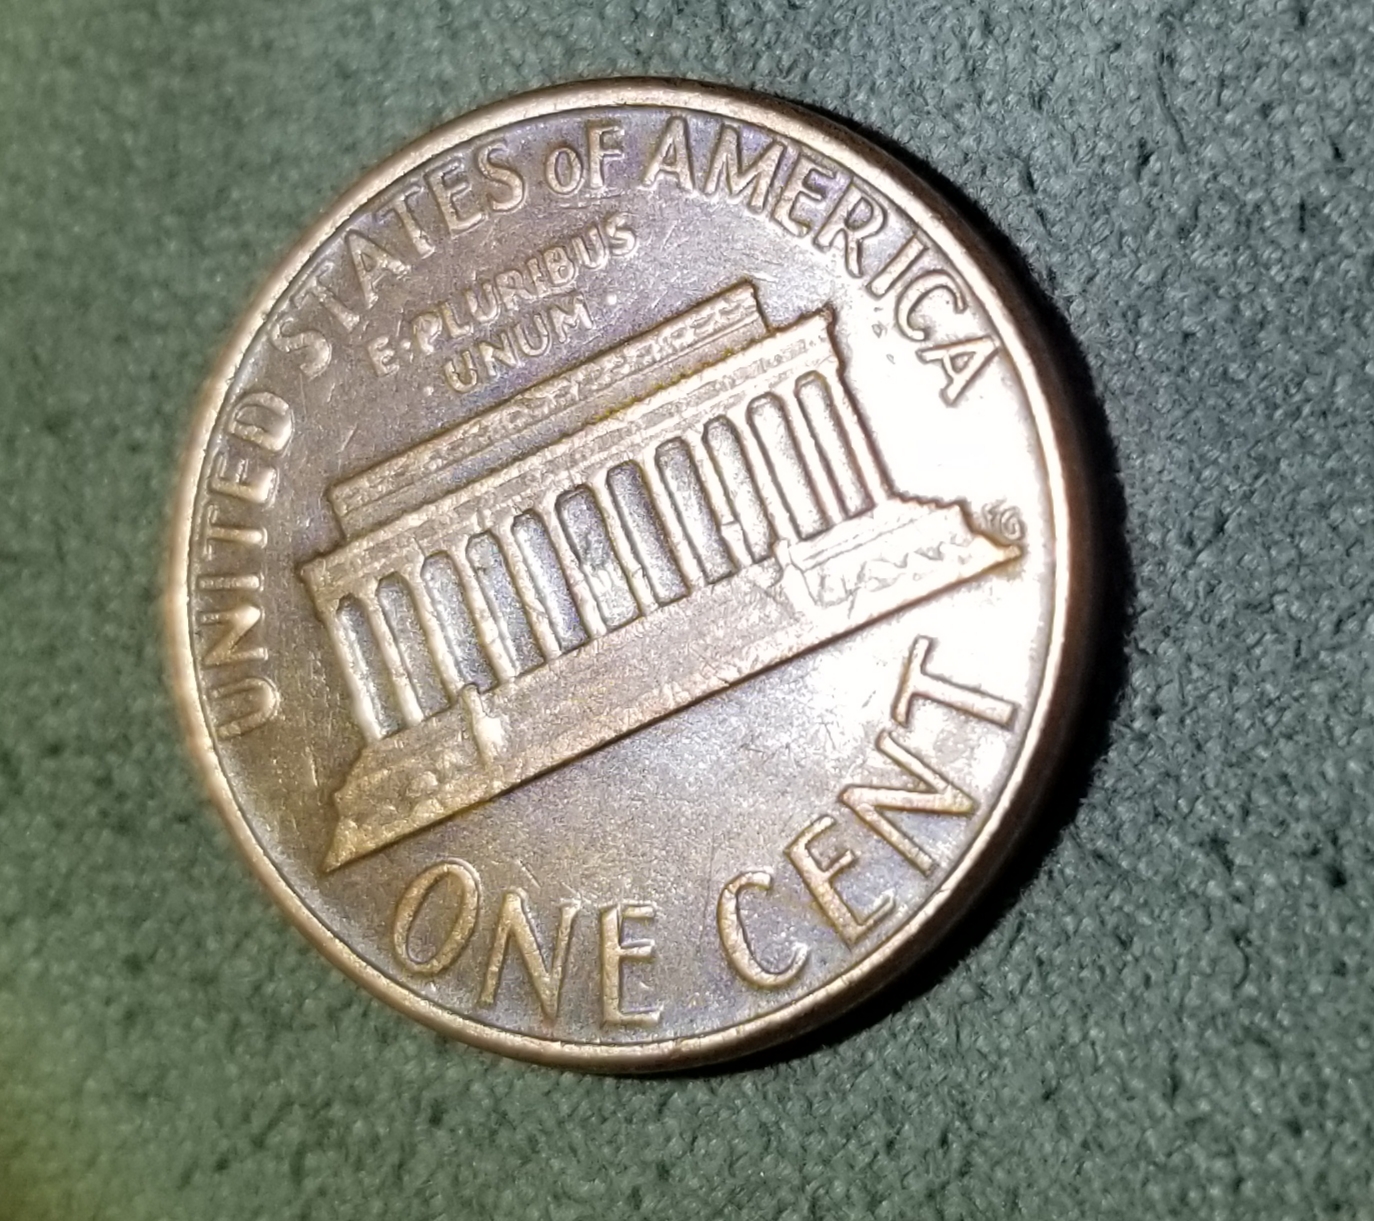 UNITED STATES OF AMERICA
E·PLURIBUS
·UNUM·
FG
ONE CENT